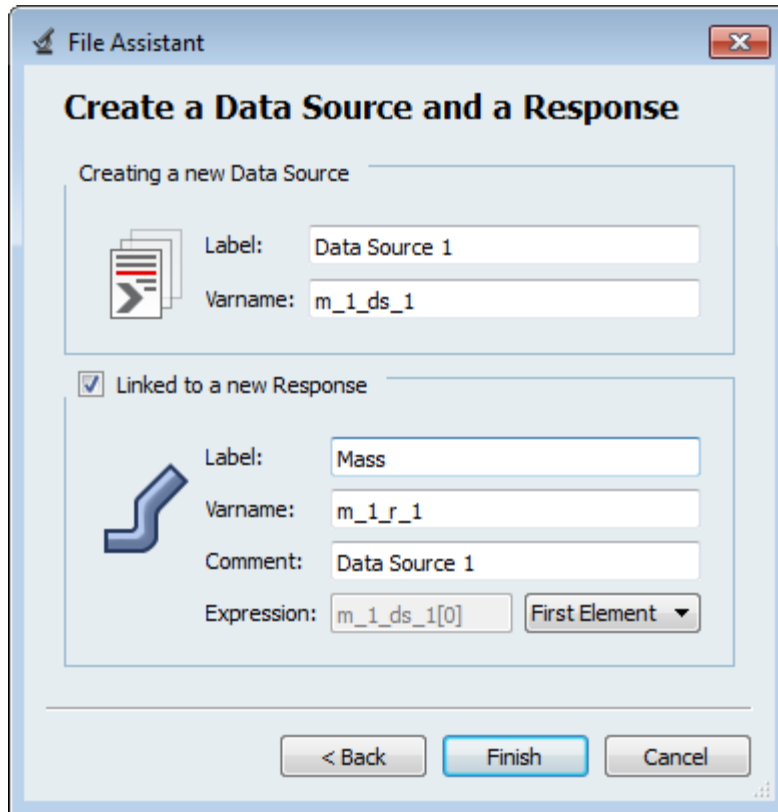 File Assistant
Create a Data Source and a Response
Creating a new Data Source
Label: Data Source 1
Varname: m_1_ds_1
Linked to a new Response
Label: Mass
Varname: m_1_r_1
Comment: Data Source 1
Expression: m_1_ds_1[0] First Element
< Back Finish Cancel